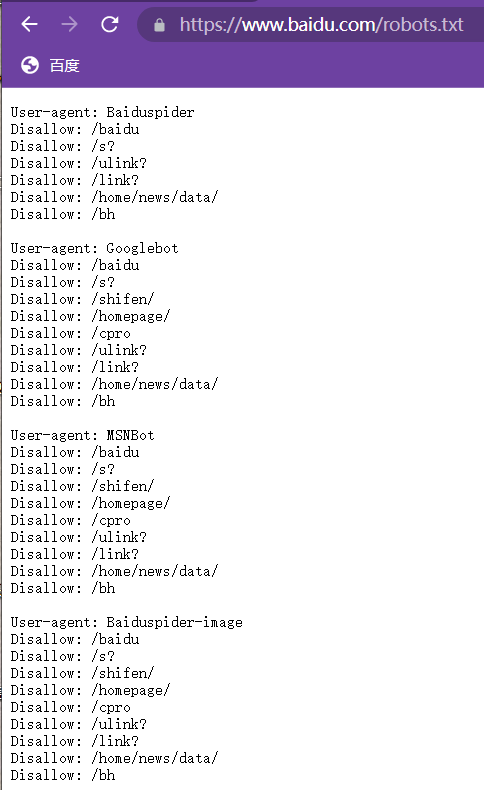 https://www.baidu.com/robots.txt
百度
User-agent: Baiduspider
Disallow: /baidu
Disallow: /s?
Disallow: /ulink?
Disallow: /link?
Disallow: /home/news/data/
Disallow: /bh
User-agent: Googlebot
Disallow: /baidu
Disallow: /s?
Disallow: /shifen/
Disallow: /homepage/
Disallow: /cpro
Disallow: /ulink?
Disallow: /link?
Disallow: /home/news/data/
Disallow: /bh
User-agent: MSNBot
Disallow: /baidu
Disallow: /s?
Disallow: /shifen/
Disallow: /homepage/
Disallow: /cpro
Disallow: /ulink?
Disallow: /link?
Disallow: /home/news/data/
Disallow: /bh
User-agent: Baiduspider-image
Disallow: /baidu
Disallow: /s?
Disallow: /shifen/
Disallow: /homepage/
Disallow: /cpro
Disallow: /ulink?
Disallow: /link?
Disallow: /home/news/data/
Disallow: /bh